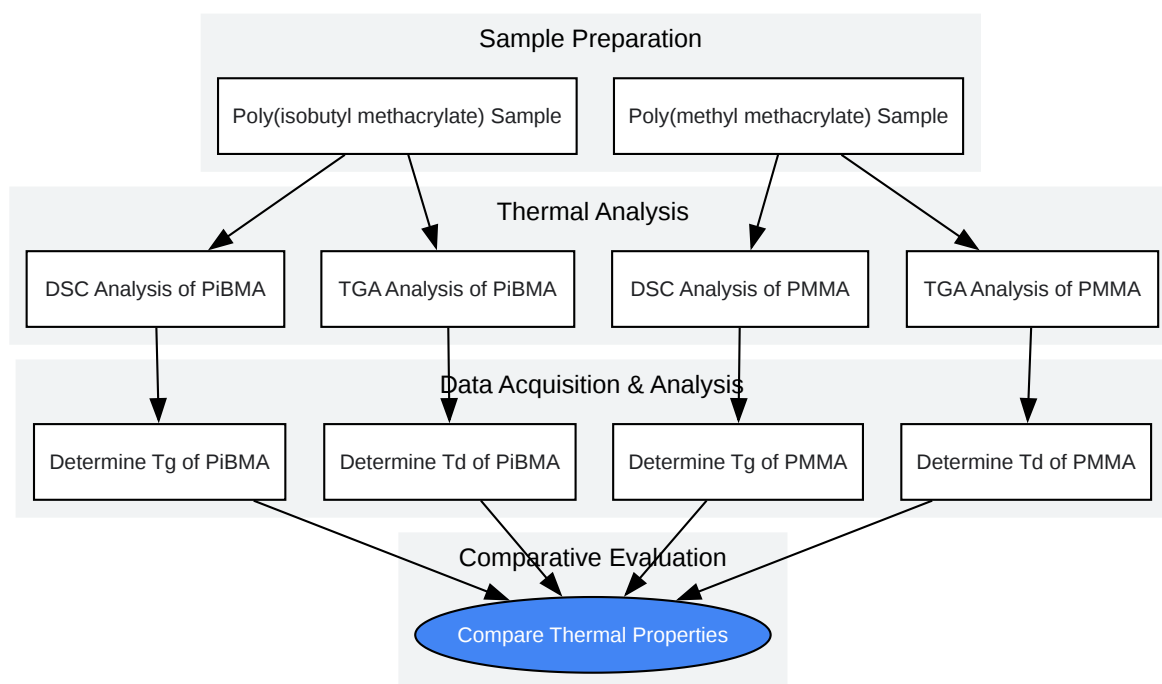 Sample Preparation
Poly(isobutyl methacrylate) Sample
Poly(methyl methacrylate) Sample
Thermal Analysis
DSC Analysis of PiBMA
TGA Analysis of PiBMA
DSC Analysis of PMMA
TGA Analysis of PMMA
Data Acquisition & Analysis
Determine Tg of PiBMA
Determine Td of PiBMA
Determine Tg of PMMA
Determine Td of PMMA
Comparative Evaluation
Compare Thermal Properties